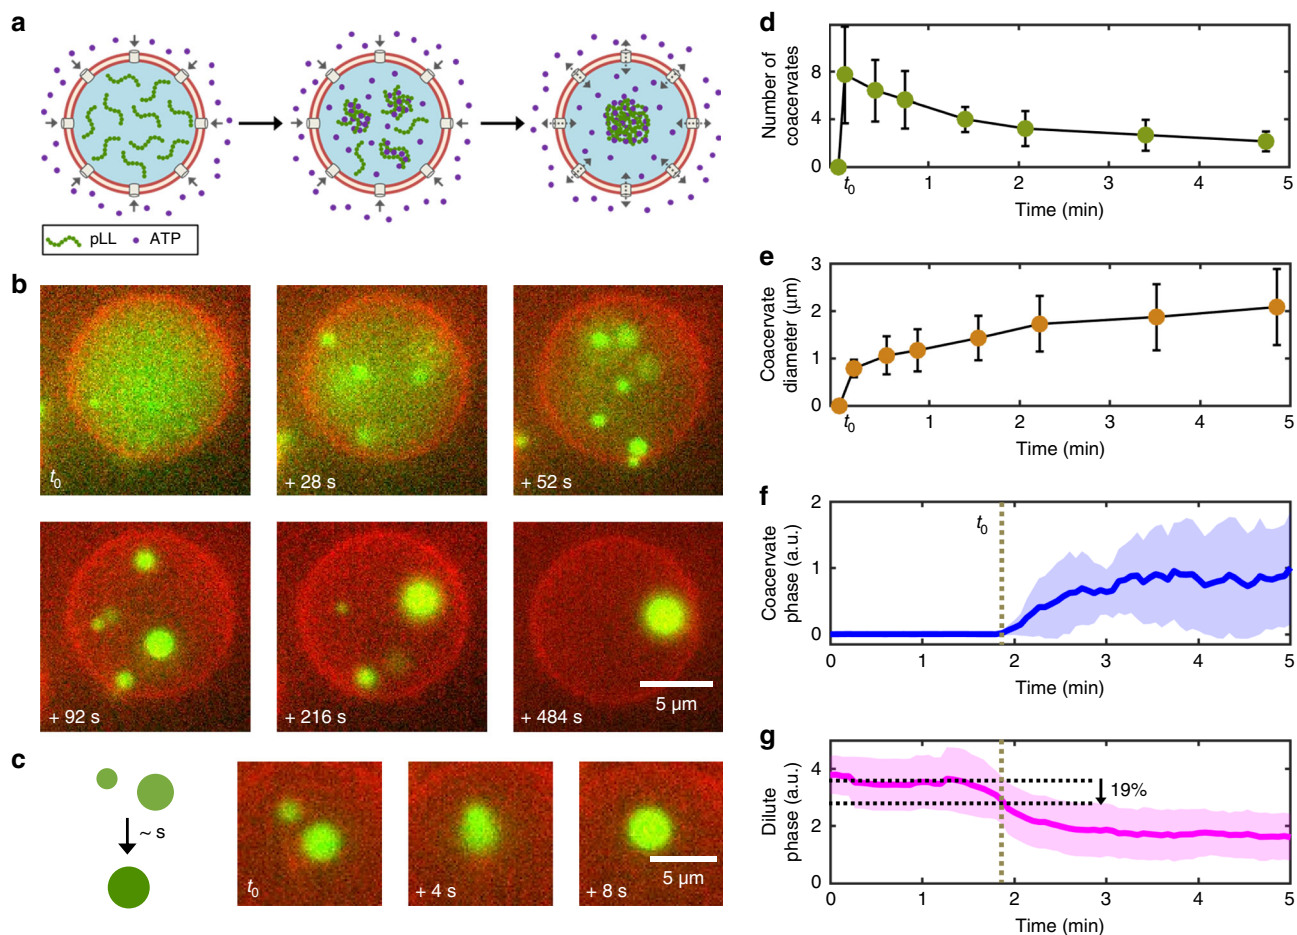 a
pLL
ATP
b
t0
+ 28 s
+ 52 s
+ 92 s
+ 216 s
+ 484 s
5 µm
c
~ s
t0
+ 4 s
+ 8 s
5 µm
d
Number of
coacervates
8
4
0
t0
1
2
3
4
5
Time (min)
e
Coacervate
diameter (µm)
3
2
1
0
t0
1
2
3
4
5
Time (min)
f
Coacervate
phase (a.u.)
2
1
0
t0
0
1
2
3
4
5
Time (min)
g
Dilute
phase (a.u.)
4
2
0
19%
0
1
2
3
4
5
Time (min)